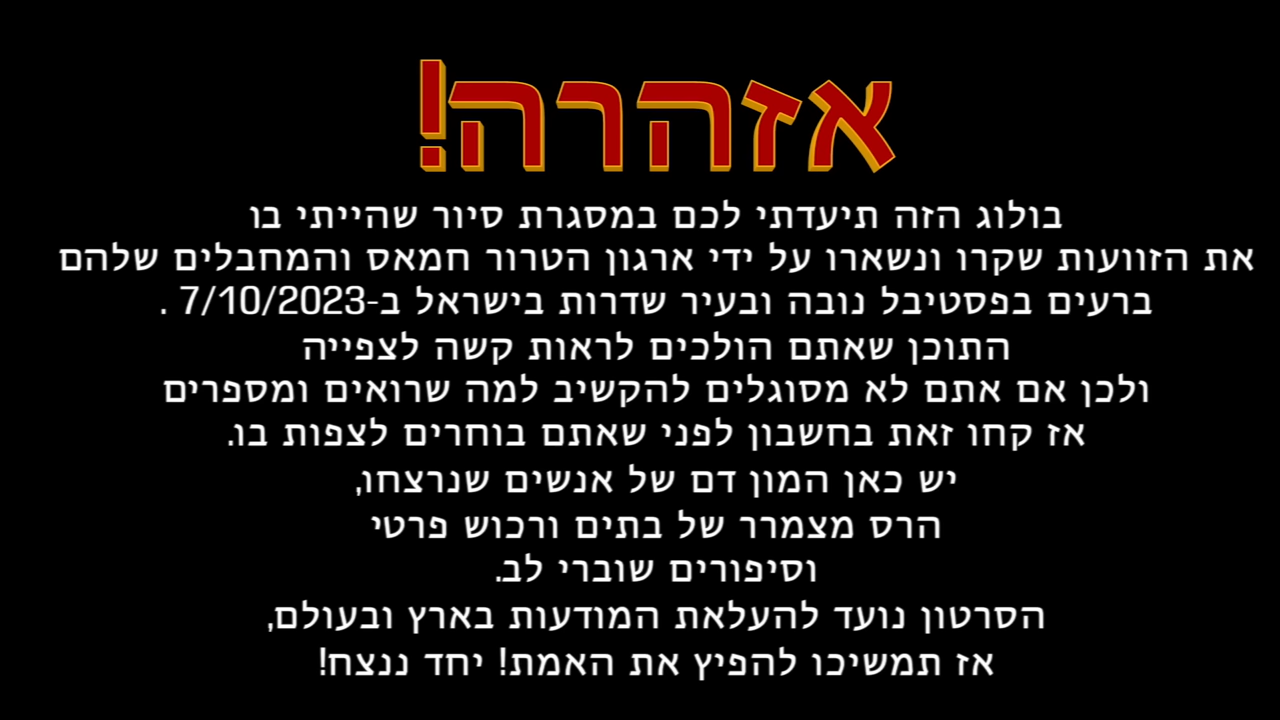 אזהרה!
בולוג הזה תיעדתי לכם במסגרת סיור שהייתי בו
את הזוועות שקרו ונשארו על ידי ארגון הטרור חמאס והמחבלים שלהם
ברעים בפסטיבל נובה ובעיר שדרות בישראל ב-7/10/2023 .
התוכן שאתם הולכים לראות קשה לצפייה
ולכן אם אתם לא מסוגלים להקשיב למה שרואים ומספרים
אז קחו זאת בחשבון לפני שאתם בוחרים לצפות בו.
יש כאן המון דם של אנשים שנרצחו,
הרס מצמרר של בתים ורכוש פרטי
וסיפורים שוברי לב.
הסרטון נועד להעלאת המודעות בארץ ובעולם,
אז תמשיכו להפיץ את האמת! יחד ננצח!